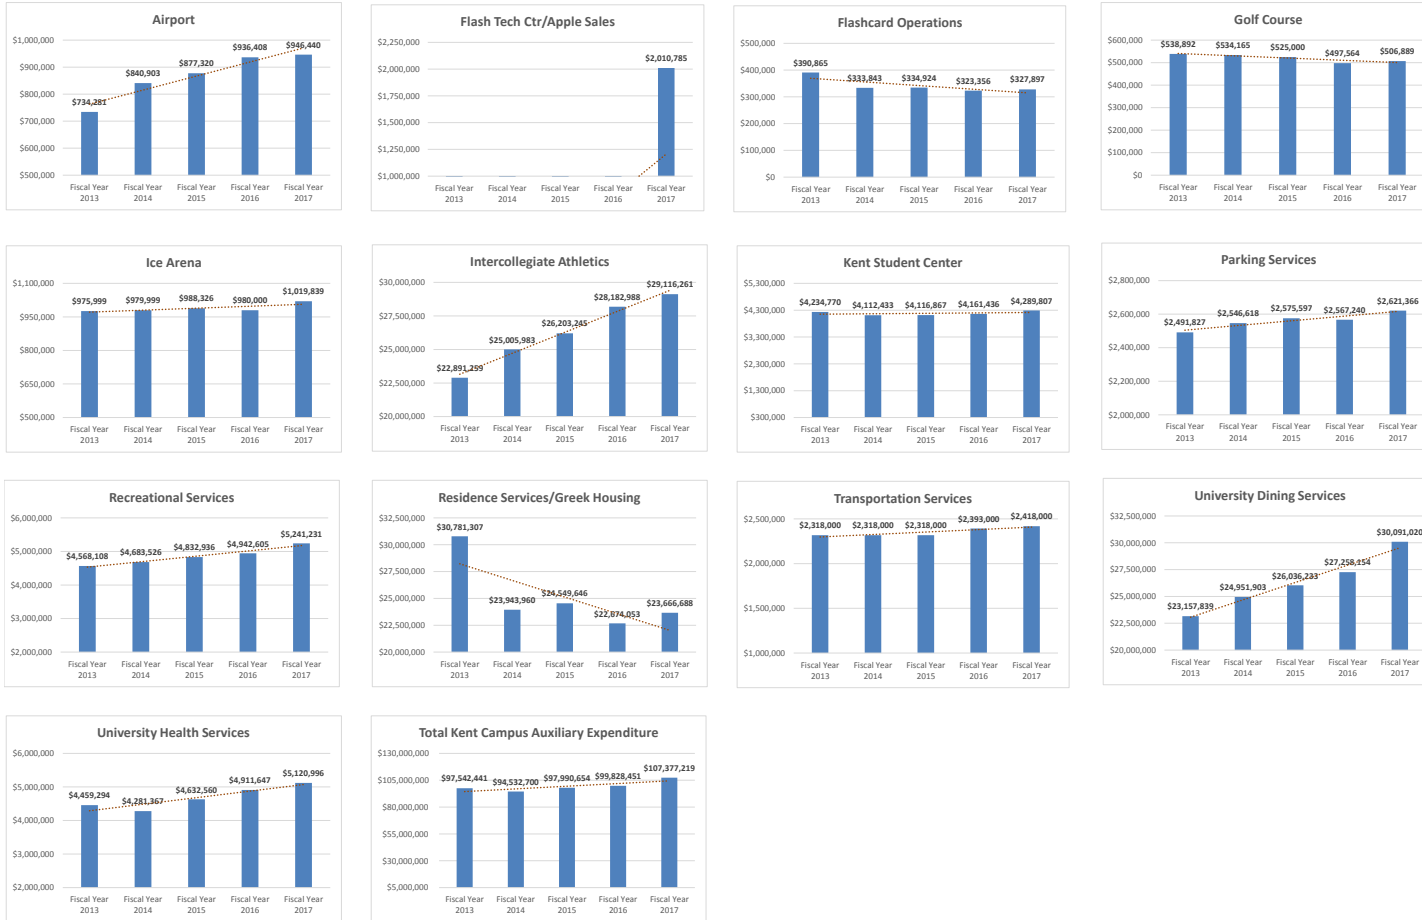 Airport
$1,000,000
$900,000
$800,000
$700,000
$600,000
$500,000
$734,251
$840,903
$877,320
$936,408
$946,440
Fiscal Year 2013
Fiscal Year 2014
Fiscal Year 2015
Fiscal Year 2016
Fiscal Year 2017
Flash Tech Ctr/Apple Sales
$2,250,000
$2,000,000
$1,750,000
$1,500,000
$1,250,000
$1,000,000
$2,010,785
Fiscal Year 2013
Fiscal Year 2014
Fiscal Year 2015
Fiscal Year 2016
Fiscal Year 2017
Flashcard Operations
$500,000
$400,000
$300,000
$200,000
$100,000
$0
$390,865
$333,843
$334,924
$323,356
$327,897
Fiscal Year 2013
Fiscal Year 2014
Fiscal Year 2015
Fiscal Year 2016
Fiscal Year 2017
Golf Course
$600,000
$500,000
$400,000
$300,000
$200,000
$100,000
$0
$538,892
$534,165
$525,000
$497,564
$506,889
Fiscal Year 2013
Fiscal Year 2014
Fiscal Year 2015
Fiscal Year 2016
Fiscal Year 2017
Ice Arena
$1,100,000
$950,000
$800,000
$650,000
$500,000
$975,999
$979,999
$988,326
$980,000
$1,019,839
Fiscal Year 2013
Fiscal Year 2014
Fiscal Year 2015
Fiscal Year 2016
Fiscal Year 2017
Intercollegiate Athletics
$30,000,000
$27,500,000
$25,000,000
$22,500,000
$20,000,000
$22,891,259
$25,005,983
$26,203,245
$28,182,988
$29,116,261
Fiscal Year 2013
Fiscal Year 2014
Fiscal Year 2015
Fiscal Year 2016
Fiscal Year 2017
Kent Student Center
$5,300,000
$4,300,000
$3,300,000
$2,300,000
$1,300,000
$300,000
$4,234,770
$4,112,433
$4,116,867
$4,161,436
$4,289,807
Fiscal Year 2013
Fiscal Year 2014
Fiscal Year 2015
Fiscal Year 2016
Fiscal Year 2017
Parking Services
$2,800,000
$2,600,000
$2,400,000
$2,200,000
$2,000,000
$2,491,827
$2,546,618
$2,575,597
$2,567,240
$2,621,366
Fiscal Year 2013
Fiscal Year 2014
Fiscal Year 2015
Fiscal Year 2016
Fiscal Year 2017
Recreational Services
$6,000,000
$5,000,000
$4,000,000
$3,000,000
$2,000,000
$4,568,108
$4,683,526
$4,832,936
$4,942,605
$5,241,231
Fiscal Year 2013
Fiscal Year 2014
Fiscal Year 2015
Fiscal Year 2016
Fiscal Year 2017
Residence Services/Greek Housing
$32,500,000
$30,000,000
$27,500,000
$25,000,000
$22,500,000
$20,000,000
$30,781,307
$23,943,960
$24,549,646
$22,674,053
$23,666,688
Fiscal Year 2013
Fiscal Year 2014
Fiscal Year 2015
Fiscal Year 2016
Fiscal Year 2017
Transportation Services
$2,500,000
$2,000,000
$1,500,000
$1,000,000
$2,318,000
$2,318,000
$2,318,000
$2,393,000
$2,418,000
Fiscal Year 2013
Fiscal Year 2014
Fiscal Year 2015
Fiscal Year 2016
Fiscal Year 2017
University Dining Services
$32,500,000
$30,000,000
$27,500,000
$25,000,000
$22,500,000
$20,000,000
$23,157,839
$24,951,903
$26,036,233
$27,258,154
$30,091,020
Fiscal Year 2013
Fiscal Year 2014
Fiscal Year 2015
Fiscal Year 2016
Fiscal Year 2017
University Health Services
$6,000,000
$5,000,000
$4,000,000
$3,000,000
$2,000,000
$4,459,294
$4,281,367
$4,632,560
$4,911,647
$5,120,996
Fiscal Year 2013
Fiscal Year 2014
Fiscal Year 2015
Fiscal Year 2016
Fiscal Year 2017
Total Kent Campus Auxiliary Expenditure
$130,000,000
$105,000,000
$80,000,000
$55,000,000
$30,000,000
$5,000,000
$97,542,441
$94,532,700
$97,990,654
$99,828,451
$107,377,219
Fiscal Year 2013
Fiscal Year 2014
Fiscal Year 2015
Fiscal Year 2016
Fiscal Year 2017